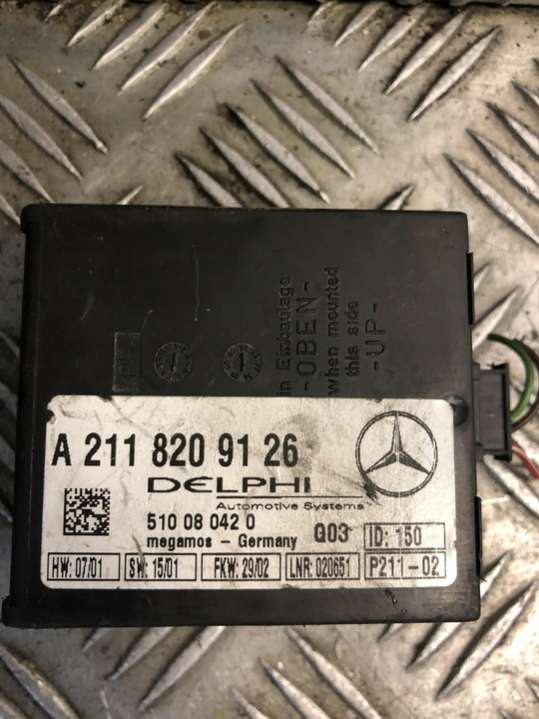 in Einbaulage
-OBEN-
when mounted
this side
-UP-
A 211 820 91 26
DELPHI
Automotive Systems
510 08 042 0
megamos - Germany
Q03
ID: 150
HW: 07/01
SW: 15/01
FKW: 29/02
LNR: 020651
P211-02